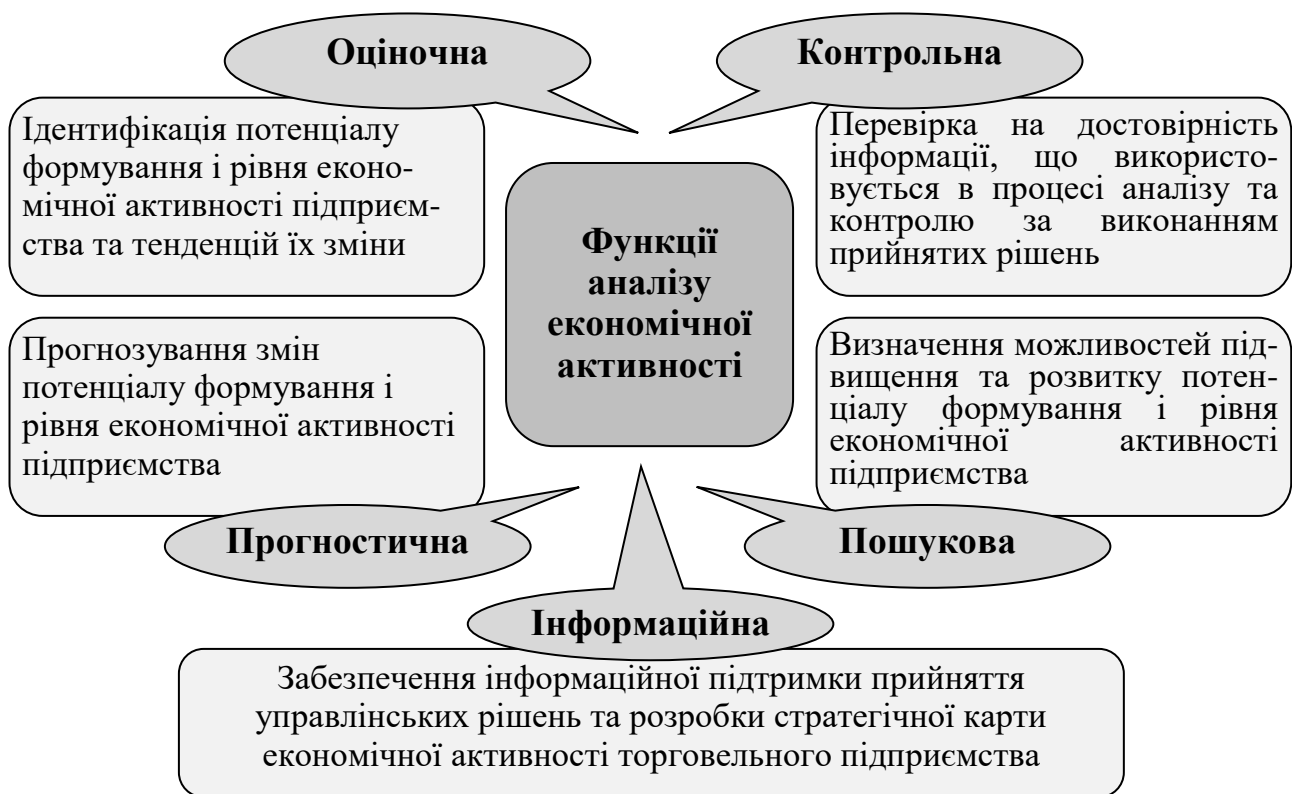 Оціночна
Ідентифікація потенціалу
формування і рівня еконо-
мічної активності підприєм-
ства та тенденцій їх зміни
Контрольна
Перевірка на достовірність
інформації, що використо-
вується в процесі аналізу та
контролю за виконанням
прийнятих рішень
Функції
аналізу
економічної
активності
Прогнозування змін
потенціалу формування і
рівня економічної активності
підприємства
Прогностична
Визначення можливостей під-
вищення та розвитку потен-
ціалу формування і рівня
економічної активності
підприємства
Пошукова
Інформаційна
Забезпечення інформаційної підтримки прийняття
управлінських рішень та розробки стратегічної карти
економічної активності торговельного підприємства